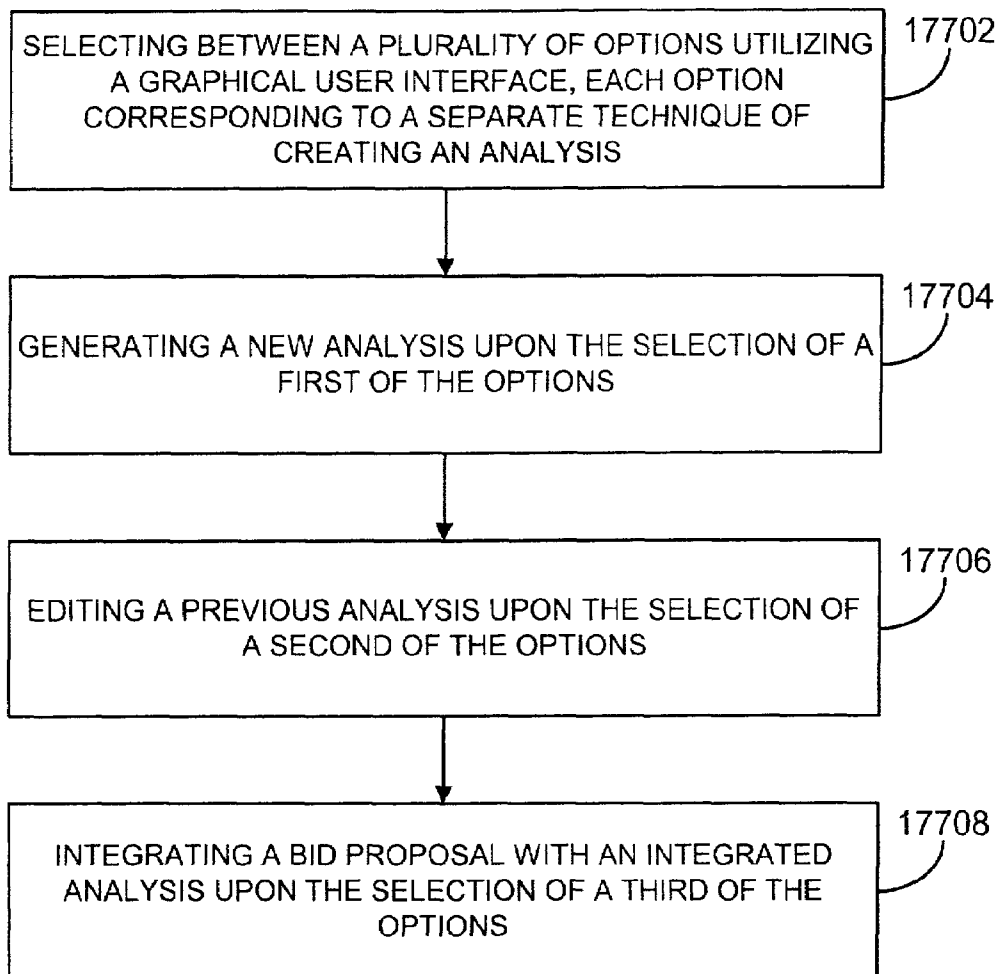 SELECTING BETWEEN A PLURALITY OF OPTIONS UTILIZING
A GRAPHICAL USER INTERFACE, EACH OPTION
CORRESPONDING TO A SEPARATE TECHNIQUE OF
CREATING AN ANALYSIS
17702
GENERATING A NEW ANALYSIS UPON THE SELECTION OF A
FIRST OF THE OPTIONS
17704
EDITING A PREVIOUS ANALYSIS UPON THE SELECTION OF
A SECOND OF THE OPTIONS
17706
INTEGRATING A BID PROPOSAL WITH AN INTEGRATED
ANALYSIS UPON THE SELECTION OF A THIRD OF THE
OPTIONS
17708